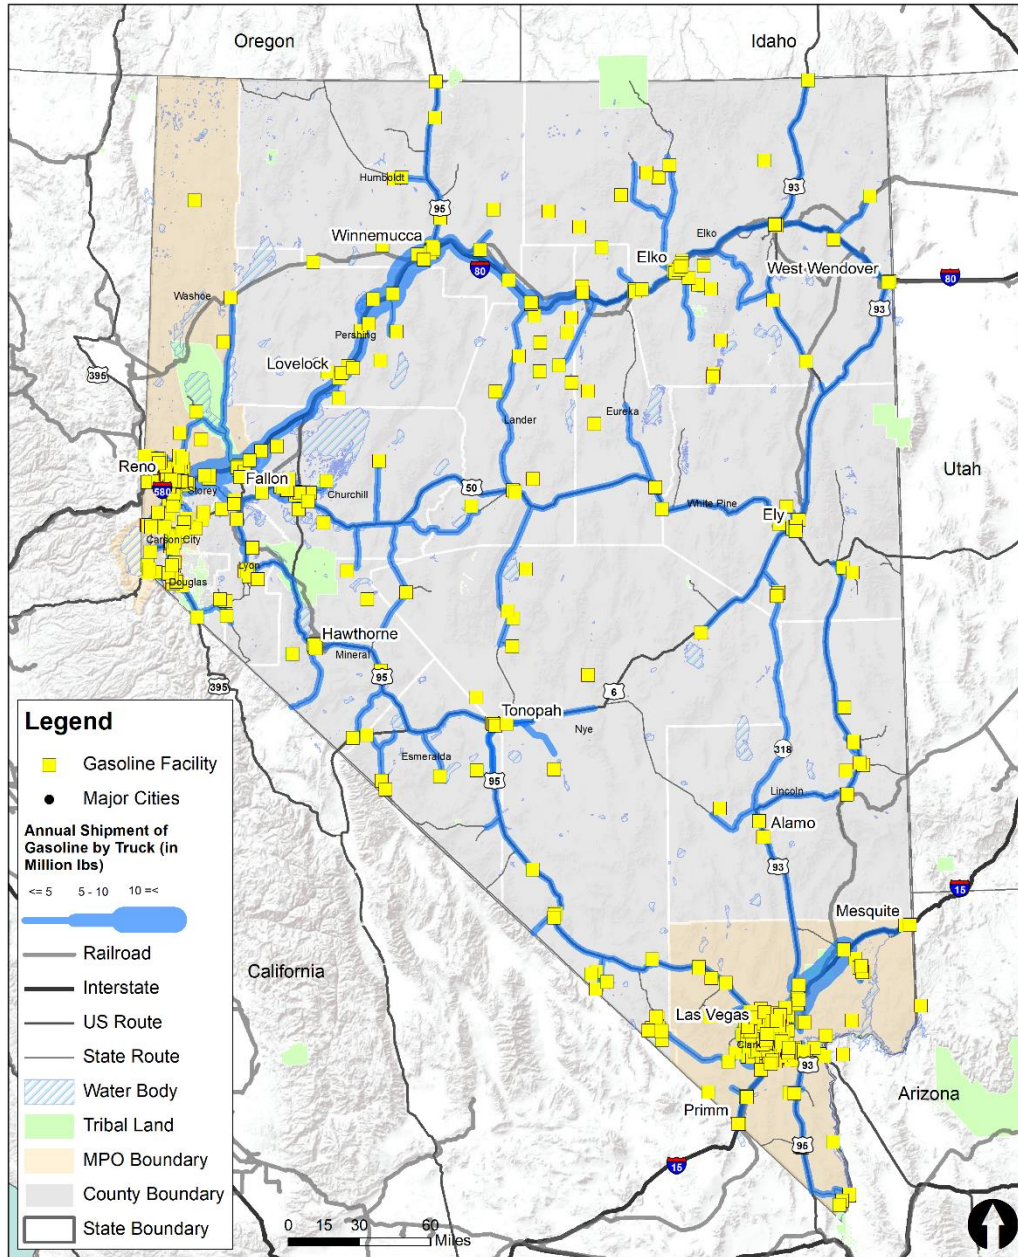 Oregon
Idaho
93
Humboldt
95
Winnemucca
Elko
Elko
80
West Wendover
80
93
Washoe
Pershing
Lovelock
395
Lander
Eureka
Reno
580
Storey
Fallon
Churchill
50
White Pine
Ely
Utah
Carson City
Lyon
Douglas
Hawthorne
Mineral
95
395
6
Tonopah
Nye
Esmeralda
95
318
Lincoln
Alamo
93
15
Mesquite
California
Las Vegas
Clark
93
Arizona
Primm
95
15
Legend
Gasoline Facility
Major Cities
Annual Shipment of
Gasoline by Truck (in
Million lbs)
<= 5 5 - 10 10 =<
Railroad
Interstate
US Route
State Route
Water Body
Tribal Land
MPO Boundary
County Boundary
State Boundary
0 15 30 60
Miles